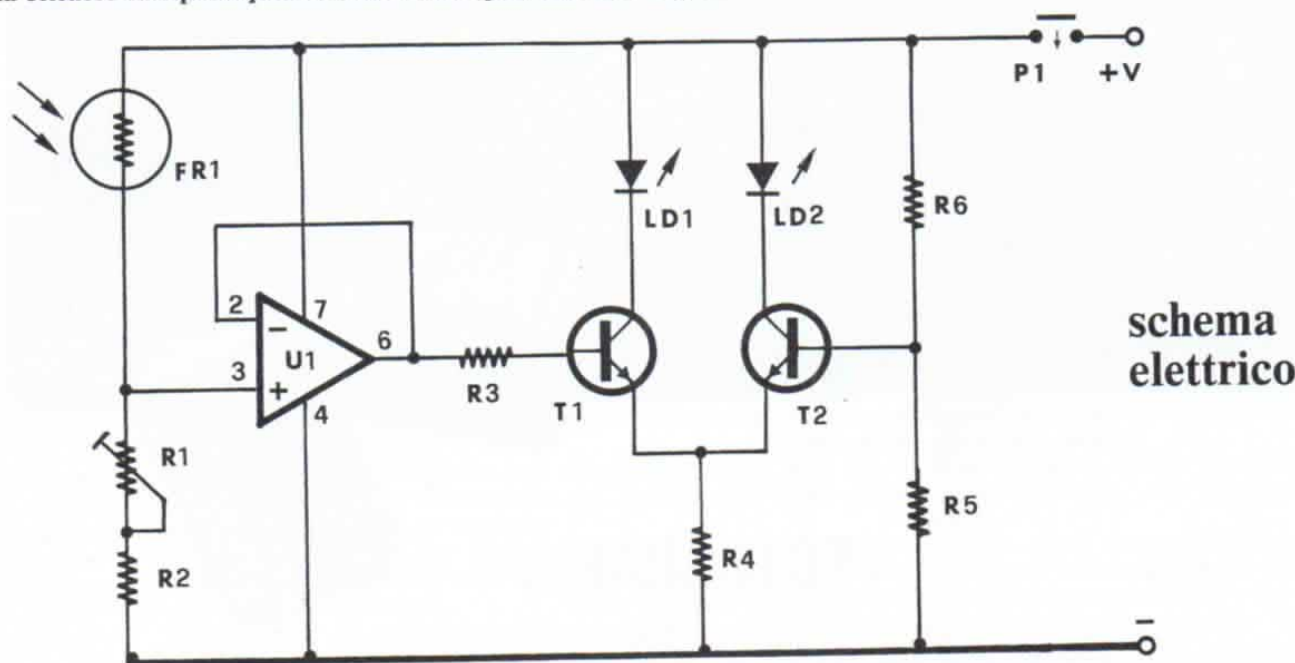 P1
+V
FR1
LD1
LD2
R6
2
7
-
6
U1
3
+
4
R3
T1
T2
schema
elettrico
R1
R5
R4
R2
-